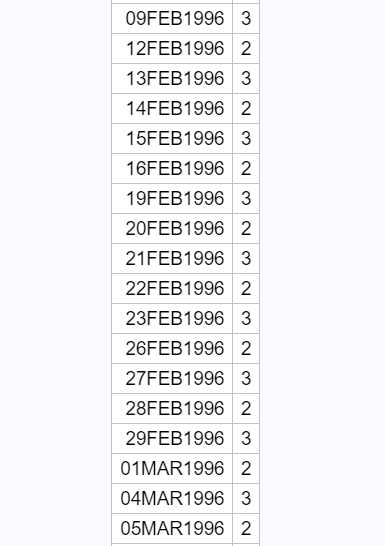 09FEB1996 3
12FEB1996 2
13FEB1996 3
14FEB1996 2
15FEB1996 3
16FEB1996 2
19FEB1996 3
20FEB1996 2
21FEB1996 3
22FEB1996 2
23FEB1996 3
26FEB1996 2
27FEB1996 3
28FEB1996 2
29FEB1996 3
01MAR1996 2
04MAR1996 3
05MAR1996 2